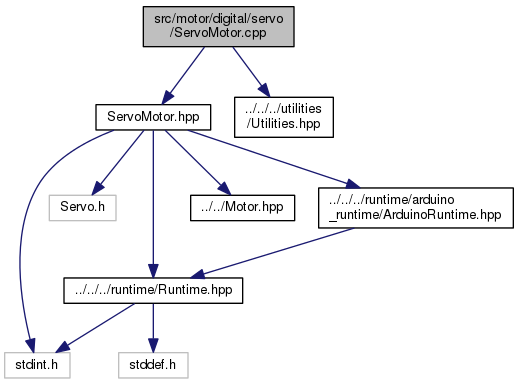 src/motor/digital/servo
/ServoMotor.cpp
ServoMotor.hpp
../../../utilities
/Utilities.hpp
Servo.h
../../Motor.hpp
../../../runtime/arduino
_runtime/ArduinoRuntime.hpp
../../../runtime/Runtime.hpp
stdint.h
stddef.h